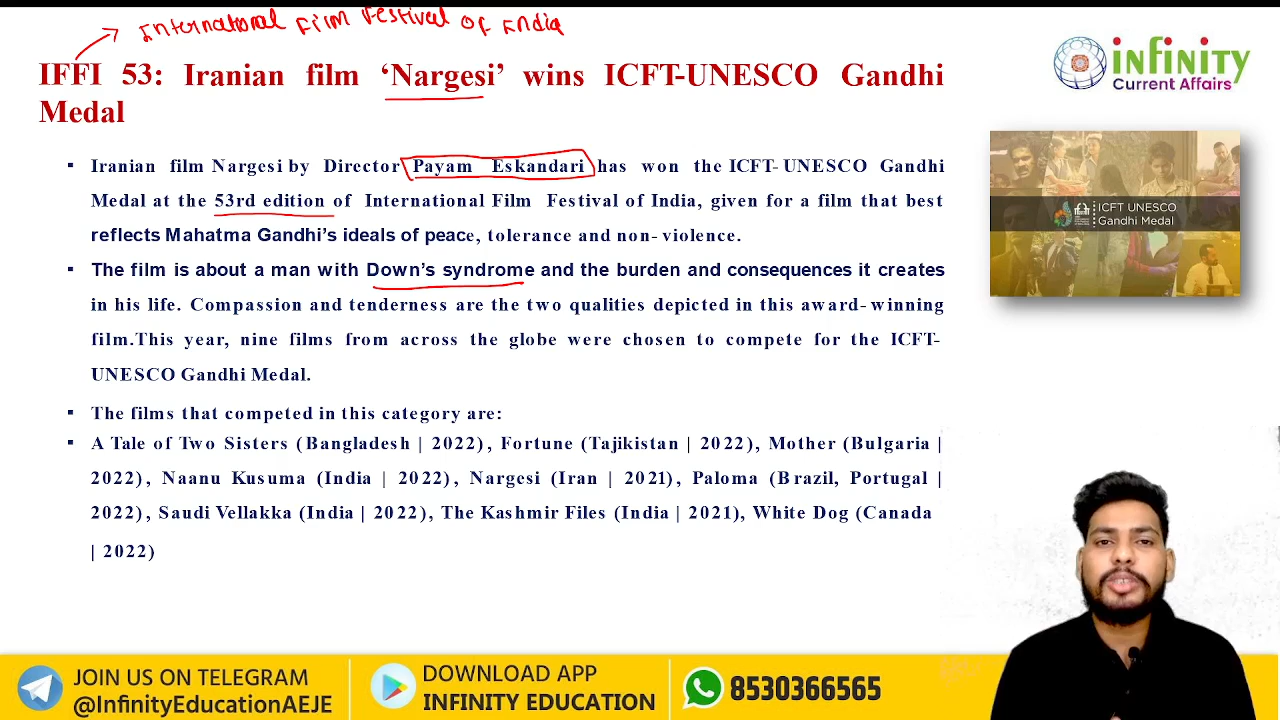 International Film Festival of India
IFFI 53: Iranian film ‘Nargesi’ wins ICFT-UNESCO Gandhi
Medal
infinity
Current Affairs
▪ Iranian film Nargesi by Director Payam Eskandari has won the ICFT- UNESCO Gandhi
Medal at the 53rd edition of International Film Festival of India, given for a film that best
reflects Mahatma Gandhi’s ideals of peace, tolerance and non- violence.
▪ The film is about a man with Down’s syndrome and the burden and consequences it creates
in his life. Compassion and tenderness are the two qualities depicted in this award- winning
film.This year, nine films from across the globe were chosen to compete for the ICFT-
UNESCO Gandhi Medal.
▪ The films that competed in this category are:
▪ A Tale of Two Sisters (Bangladesh | 2022), Fortune (Tajikistan | 2022), Mother (Bulgaria |
2022), Naanu Kusuma (India | 2022), Nargesi (Iran | 2021), Paloma (Brazil, Portugal |
2022), Saudi Vellakka (India | 2022), The Kashmir Files (India | 2021), White Dog (Canada
| 2022)
ICFT UNESCO
Gandhi Medal
JOIN US ON TELEGRAM
@InfinityEducationAEJE
DOWNLOAD APP
INFINITY EDUCATION
8530366565